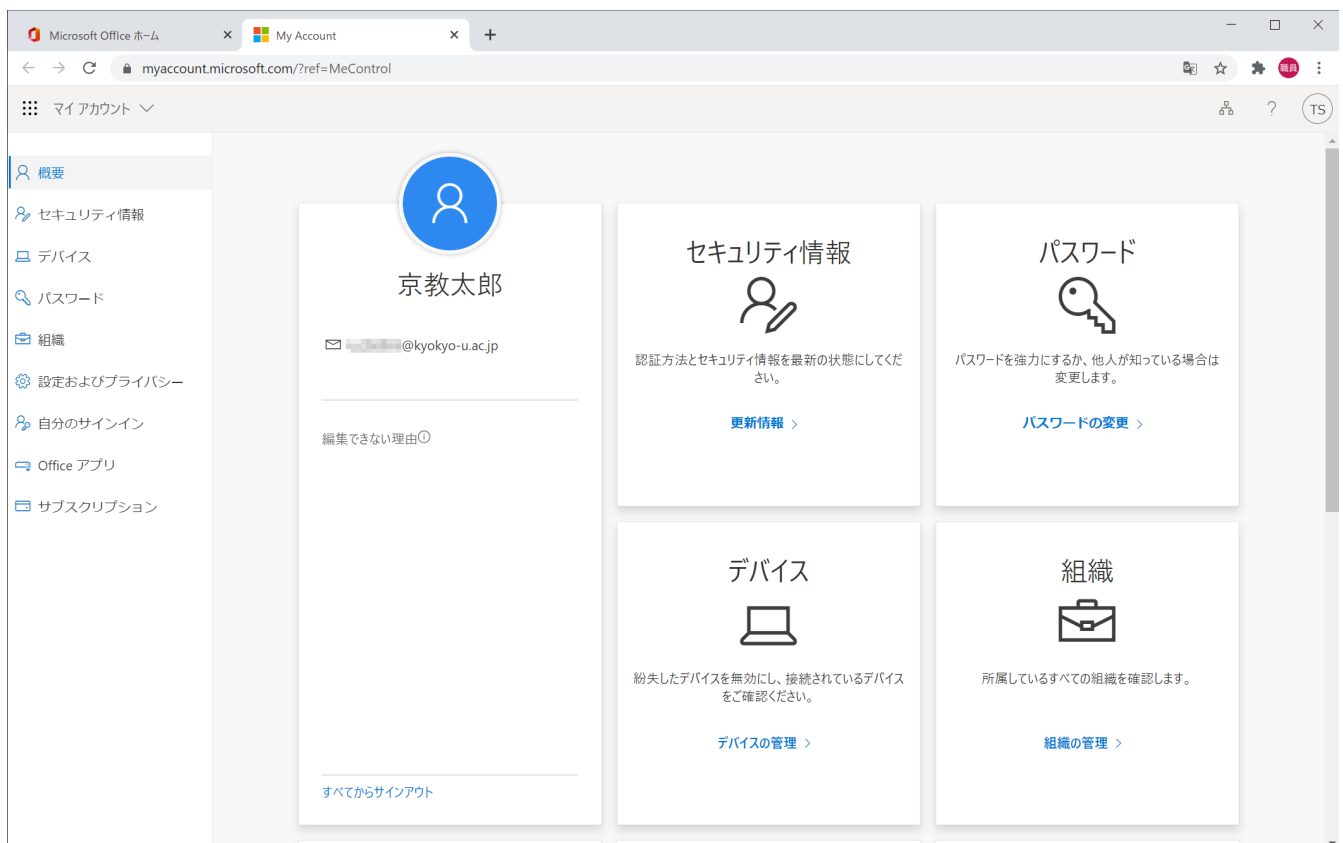 Microsoft Office ホーム
My Account
myaccount.microsoft.com/?ref=MeControl
職員
マイ アカウント
?
TS
概要
セキュリティ情報
デバイス
パスワード
組織
設定およびプライバシー
自分のサインイン
Office アプリ
サブスクリプション
京教太郎
@kyokyo-u.ac.jp
編集できない理由
すべてからサインアウト
セキュリティ情報
認証方法とセキュリティ情報を最新の状態にしてくだ
さい。
更新情報
パスワード
パスワードを強力にするか、他人が知っている場合は
変更します。
パスワードの変更
デバイス
紛失したデバイスを無効にし、接続されているデバイス
をご確認ください。
デバイスの管理
組織
所属しているすべての組織を確認します。
組織の管理